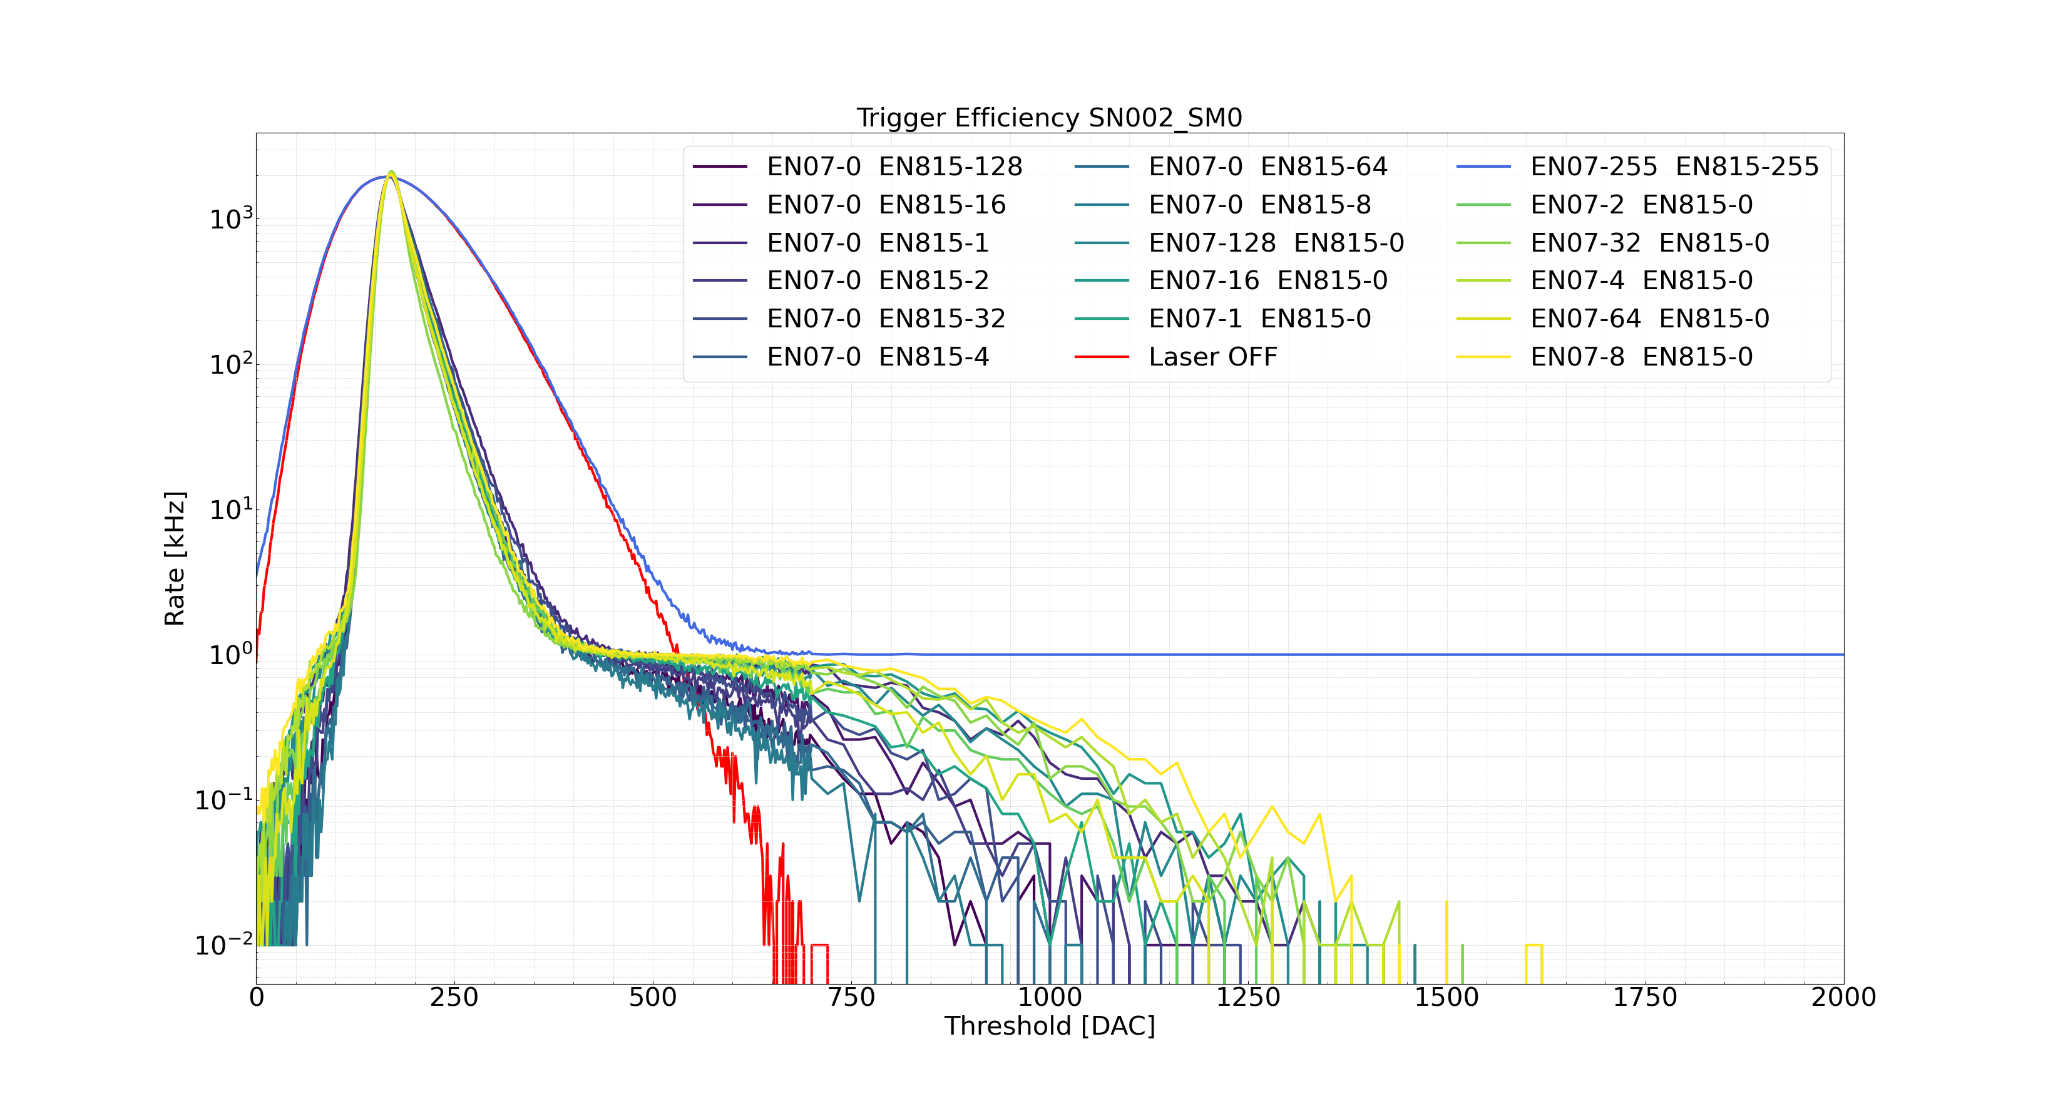 Trigger Efficiency SN002_SM0
EN07-0 EN815-128
EN07-0 EN815-16
EN07-0 EN815-1
EN07-0 EN815-2
EN07-0 EN815-32
EN07-0 EN815-4
EN07-0 EN815-64
EN07-0 EN815-8
EN07-128 EN815-0
EN07-16 EN815-0
EN07-1 EN815-0
Laser OFF
EN07-255 EN815-255
EN07-2 EN815-0
EN07-32 EN815-0
EN07-4 EN815-0
EN07-64 EN815-0
EN07-8 EN815-0
Rate [kHz]
10³
10²
10¹
10⁰
10⁻¹
10⁻²
0 250 500 750 1000 1250 1500 1750 2000
Threshold [DAC]